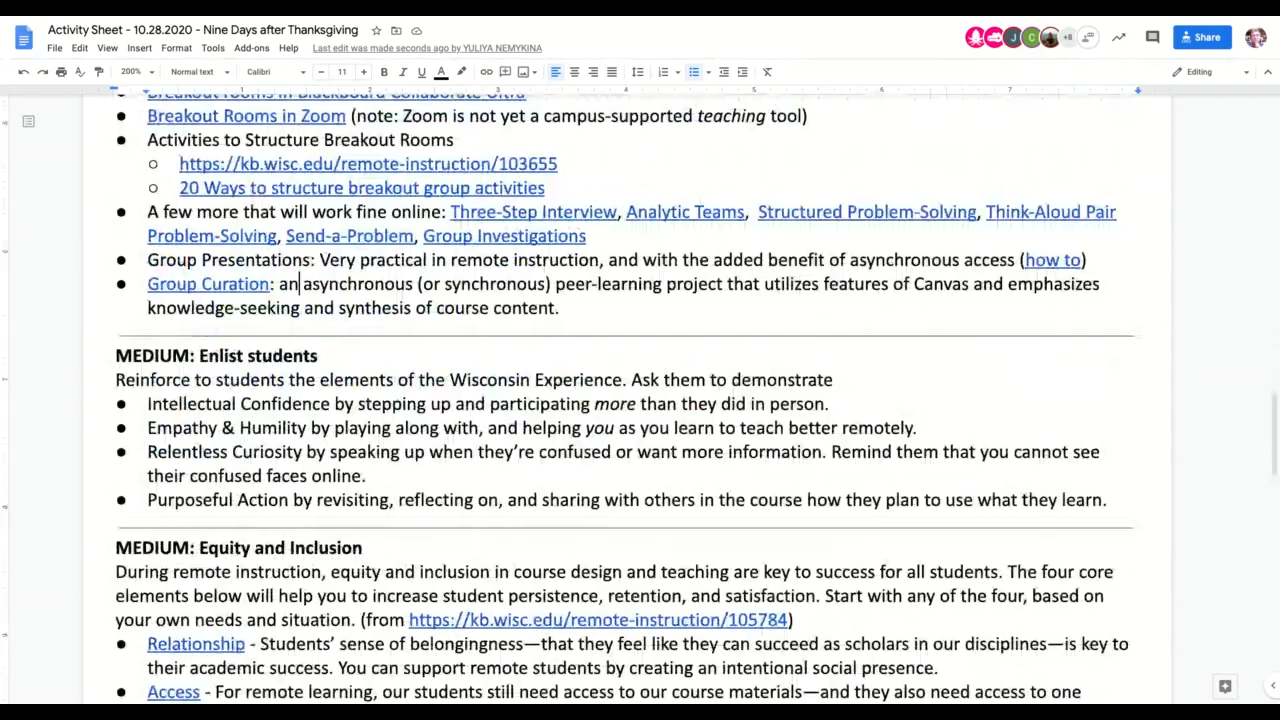 Activity Sheet - 10.28.2020 - Nine Days after Thanksgiving
File Edit View Insert Format Tools Add-ons Help Last edit was made seconds ago by YULIYA NEMYKINA
J C +8 Share
200% Normal text Calibri 11 B I U A Editing
1 2 3 4 5 6 7
Breakout rooms in Blackboard Collaborate Ultra
● Breakout Rooms in Zoom (note: Zoom is not yet a campus-supported teaching tool)
● Activities to Structure Breakout Rooms
○ https://kb.wisc.edu/remote-instruction/103655
○ 20 Ways to structure breakout group activities
● A few more that will work fine online: Three-Step Interview, Analytic Teams, Structured Problem-Solving, Think-Aloud Pair
Problem-Solving, Send-a-Problem, Group Investigations
● Group Presentations: Very practical in remote instruction, and with the added benefit of asynchronous access (how to)
● Group Curation: an asynchronous (or synchronous) peer-learning project that utilizes features of Canvas and emphasizes
knowledge-seeking and synthesis of course content.
MEDIUM: Enlist students
Reinforce to students the elements of the Wisconsin Experience. Ask them to demonstrate
● Intellectual Confidence by stepping up and participating more than they did in person.
● Empathy & Humility by playing along with, and helping you as you learn to teach better remotely.
● Relentless Curiosity by speaking up when they're confused or want more information. Remind them that you cannot see
their confused faces online.
● Purposeful Action by revisiting, reflecting on, and sharing with others in the course how they plan to use what they learn.
MEDIUM: Equity and Inclusion
During remote instruction, equity and inclusion in course design and teaching are key to success for all students. The four core
elements below will help you to increase student persistence, retention, and satisfaction. Start with any of the four, based on
your own needs and situation. (from https://kb.wisc.edu/remote-instruction/105784)
● Relationship - Students' sense of belongingness—that they feel like they can succeed as scholars in our disciplines—is key to
their academic success. You can support remote students by creating an intentional social presence.
● Access - For remote learning, our students still need access to our course materials—and they also need access to one